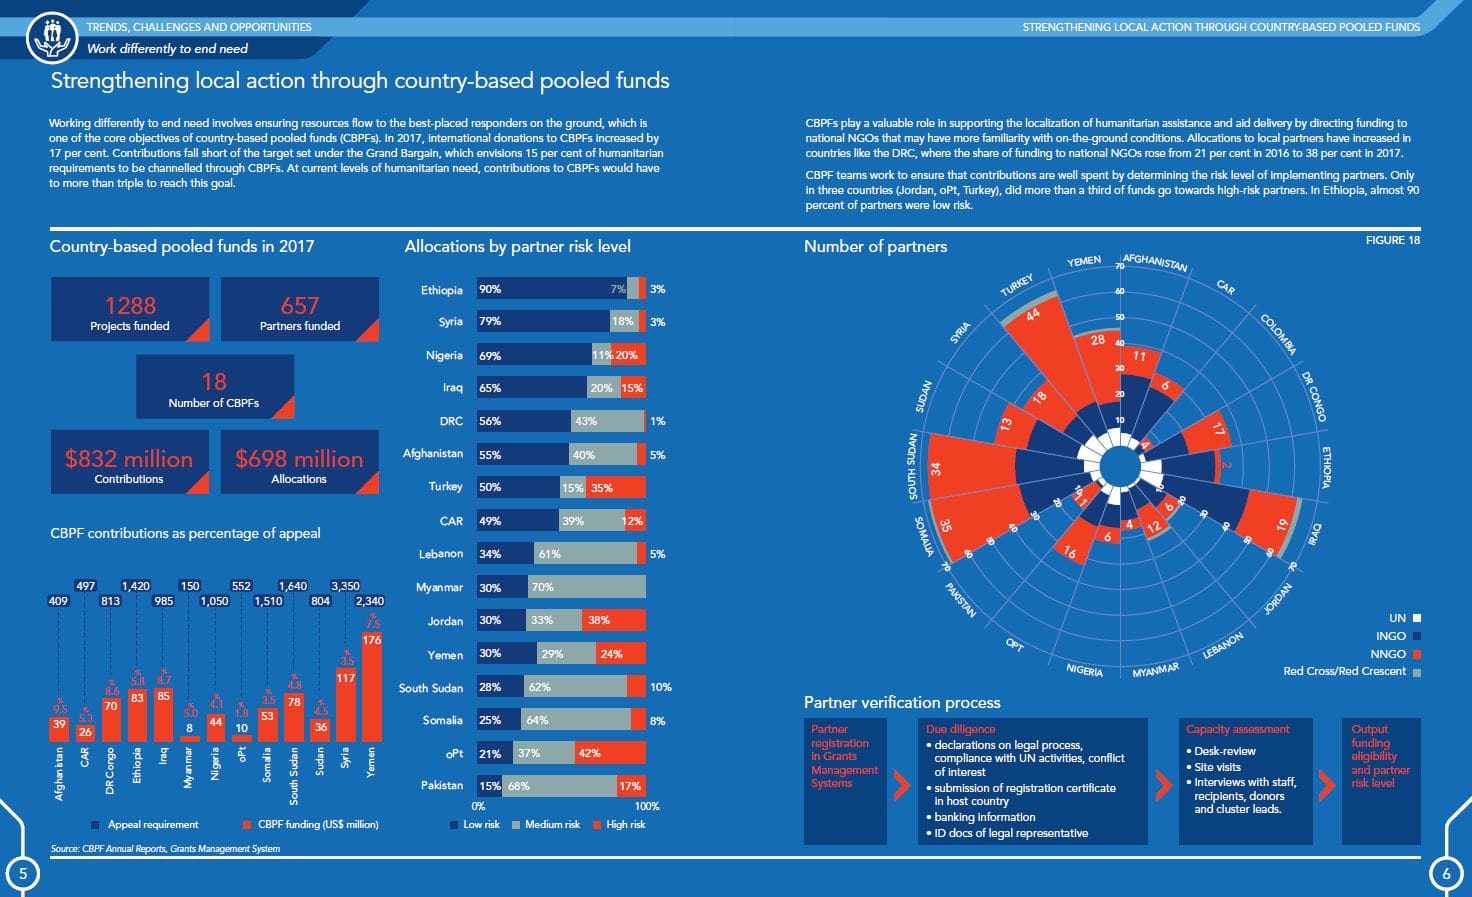 TRENDS, CHALLENGES AND OPPORTUNITIES
Work differently to end need
STRENGTHENING LOCAL ACTION THROUGH COUNTRY-BASED POOLED FUNDS
Strengthening local action through country-based pooled funds
Working differently to end need involves ensuring resources flow to the best-placed responders on the ground, which is
one of the core objectives of country-based pooled funds (CBPFs). In 2017, international donations to CBPFs increased by
17 per cent. Contributions fall short of the target set under the Grand Bargain, which envisions 15 per cent of humanitarian
requirements to be channelled through CBPFs. At current levels of humanitarian need, contributions to CBPFs would have
to more than triple to reach this goal.
CBPFs play a valuable role in supporting the localization of humanitarian assistance and aid delivery by directing funding to
national NGOs that may have more familiarity with on-the-ground conditions. Allocations to local partners have increased in
countries like the DRC, where the share of funding to national NGOs rose from 21 per cent in 2016 to 38 per cent in 2017.
CBPF teams work to ensure that contributions are well spent by determining the risk level of implementing partners. Only
in three countries (Jordan, oPt, Turkey), did more than a third of funds go towards high-risk partners. In Ethiopia, almost 90
percent of partners were low risk.
Country-based pooled funds in 2017
1288
Projects funded
657
Partners funded
18
Number of CBPFs
$832 million
Contributions
$698 million
Allocations
CBPF contributions as percentage of appeal
497 1,420 150 552 1,640 3,350
409 813 985 1,050 1,510 804 2,340
% 9.5 % 5.3 % 8.6 % 5.8 % 8.7 % 5.0 % 4.1 % 1.8 % 3.5 % 4.8 % 4.5 % 3.5 % 7.5
39 26 70 83 85 8 44 10 53 78 36 117 176
Afghanistan
CAR
DR Congo
Ethiopia
Iraq
Myanmar
Nigeria
oPt
Somalia
South Sudan
Sudan
Syria
Yemen
Appeal requirement
CBPF funding (US$ million)
Source: CBPF Annual Reports, Grants Management System
5
Allocations by partner risk level
Ethiopia 90% 7% 3%
Syria 79% 18% 3%
Nigeria 69% 11% 20%
Iraq 65% 20% 15%
DRC 56% 43% 1%
Afghanistan 55% 40% 5%
Turkey 50% 15% 35%
CAR 49% 39% 12%
Lebanon 34% 61% 5%
Myanmar 30% 70%
Jordan 30% 33% 38%
Yemen 30% 29% 24%
South Sudan 28% 62% 10%
Somalia 25% 64% 8%
oPt 21% 37% 42%
Pakistan 15% 68% 17%
0% 100%
Low risk Medium risk High risk
Number of partners
FIGURE 18
AFGHANISTAN
CAR
COLOMBIA
DR CONGO
ETHIOPIA
IRAQ
JORDAN
LEBANON
MYANMAR
NIGERIA
OPT
PAKISTAN
SOMALIA
SOUTH SUDAN
SUDAN
SYRIA
TURKEY
YEMEN
70
60
50
40
30
20
10
10 20 30 40 50 60 70
10 20 30 40 50 60 70
11
6
4
17
2
19
6
12
4
6
16
11
35
34
13
18
44
28
UN
INGO
NNGO
Red Cross/Red Crescent
Partner verification process
Partner
registration
in Grants
Management
Systems
Due diligence
• declarations on legal process,
compliance with UN activities, conflict
of interest
• submission of registration certificate
in host country
• banking information
• ID docs of legal representative
Capacity assessment
• Desk-review
• Site visits
• Interviews with staff,
recipients, donors
and cluster leads.
Output
funding
eligibility
and partner
risk level
6